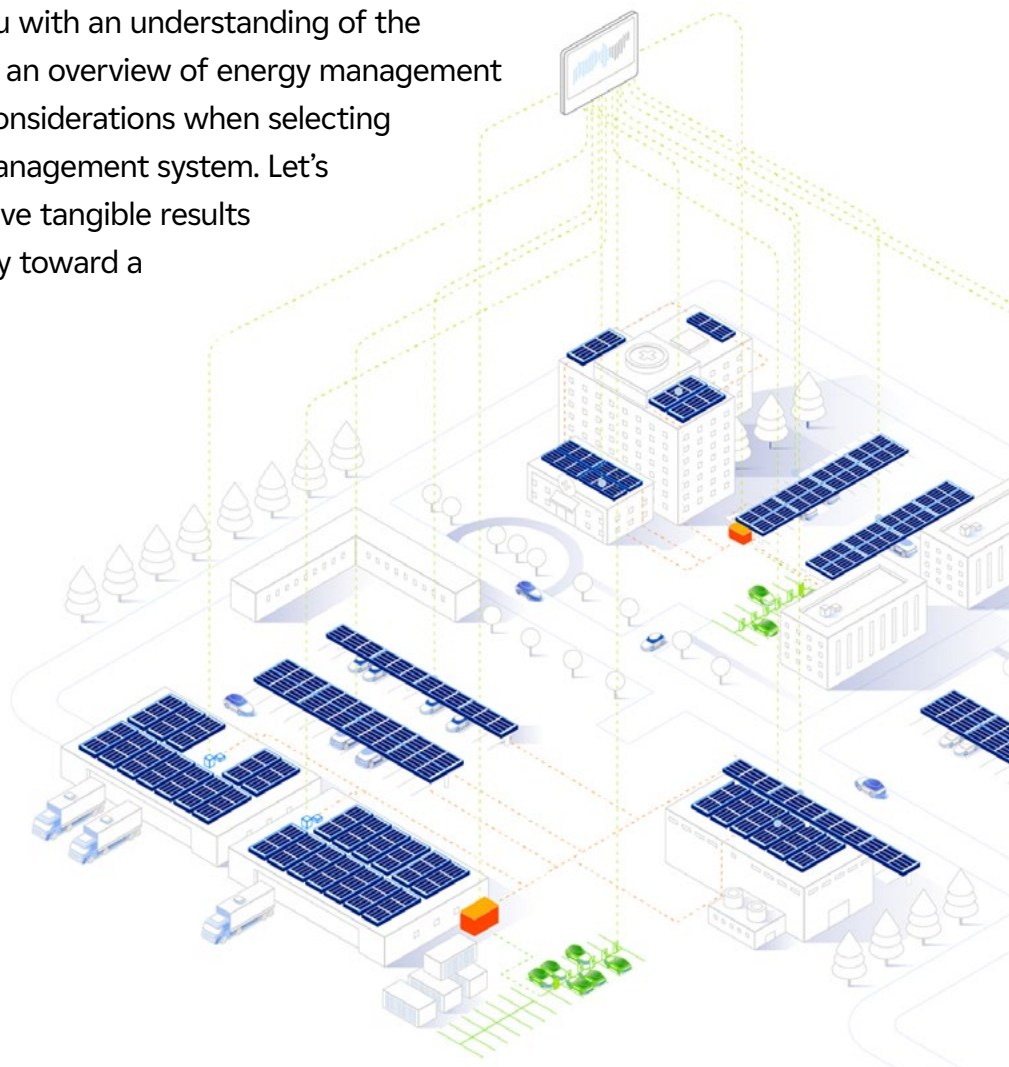 u with an understanding of the
an overview of energy management
onsiderations when selecting
anagement system. Let’s
ve tangible results
y toward a